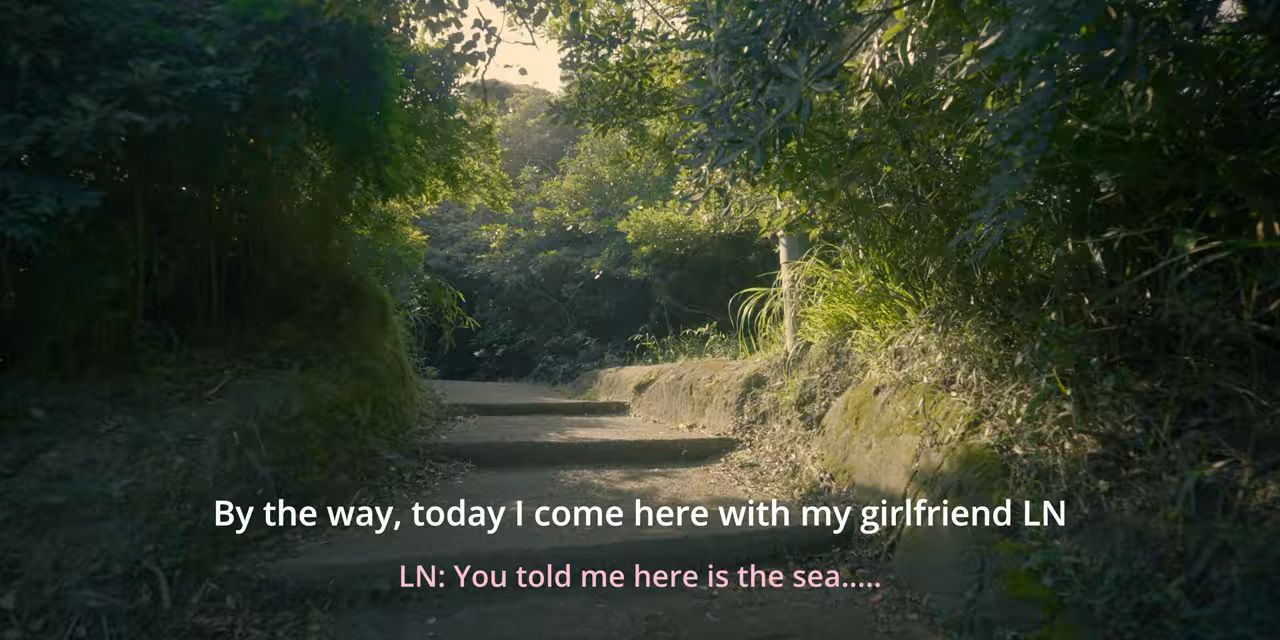 By the way, today I come here with my girlfriend LN
LN: You told me here is the sea.....